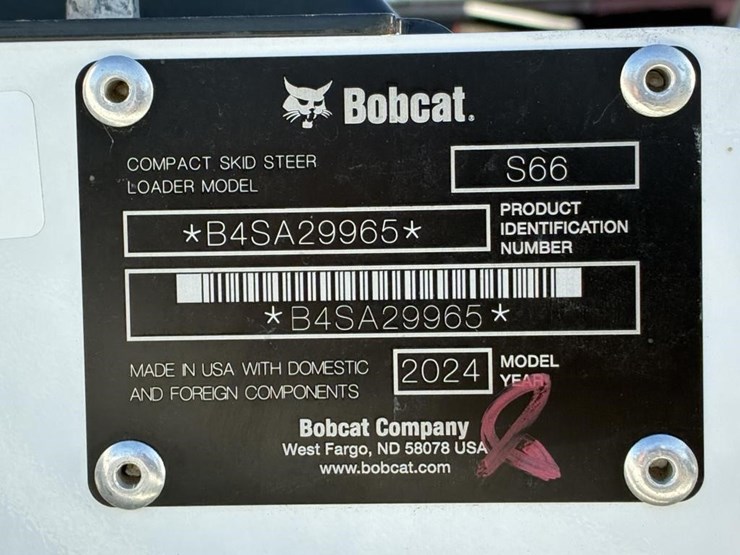 Bobcat.
COMPACT SKID STEER
LOADER MODEL
S66
*B4SA29965*
PRODUCT
IDENTIFICATION
NUMBER
*B4SA29965*
MADE IN USA WITH DOMESTIC
AND FOREIGN COMPONENTS
2024
MODEL
YEAR
Bobcat Company
West Fargo, ND 58078 USA
www.bobcat.com